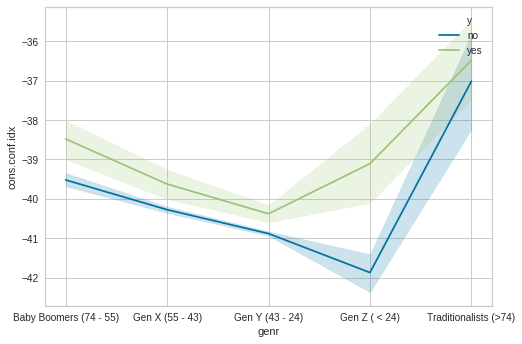 y
no
yes
−36
−37
−38
−39
−40
−41
−42
cons.conf.idx
Baby Boomers (74 - 55) Gen X (55 - 43) Gen Y (43 - 24) Gen Z ( < 24) Traditionalists (>74)
genr